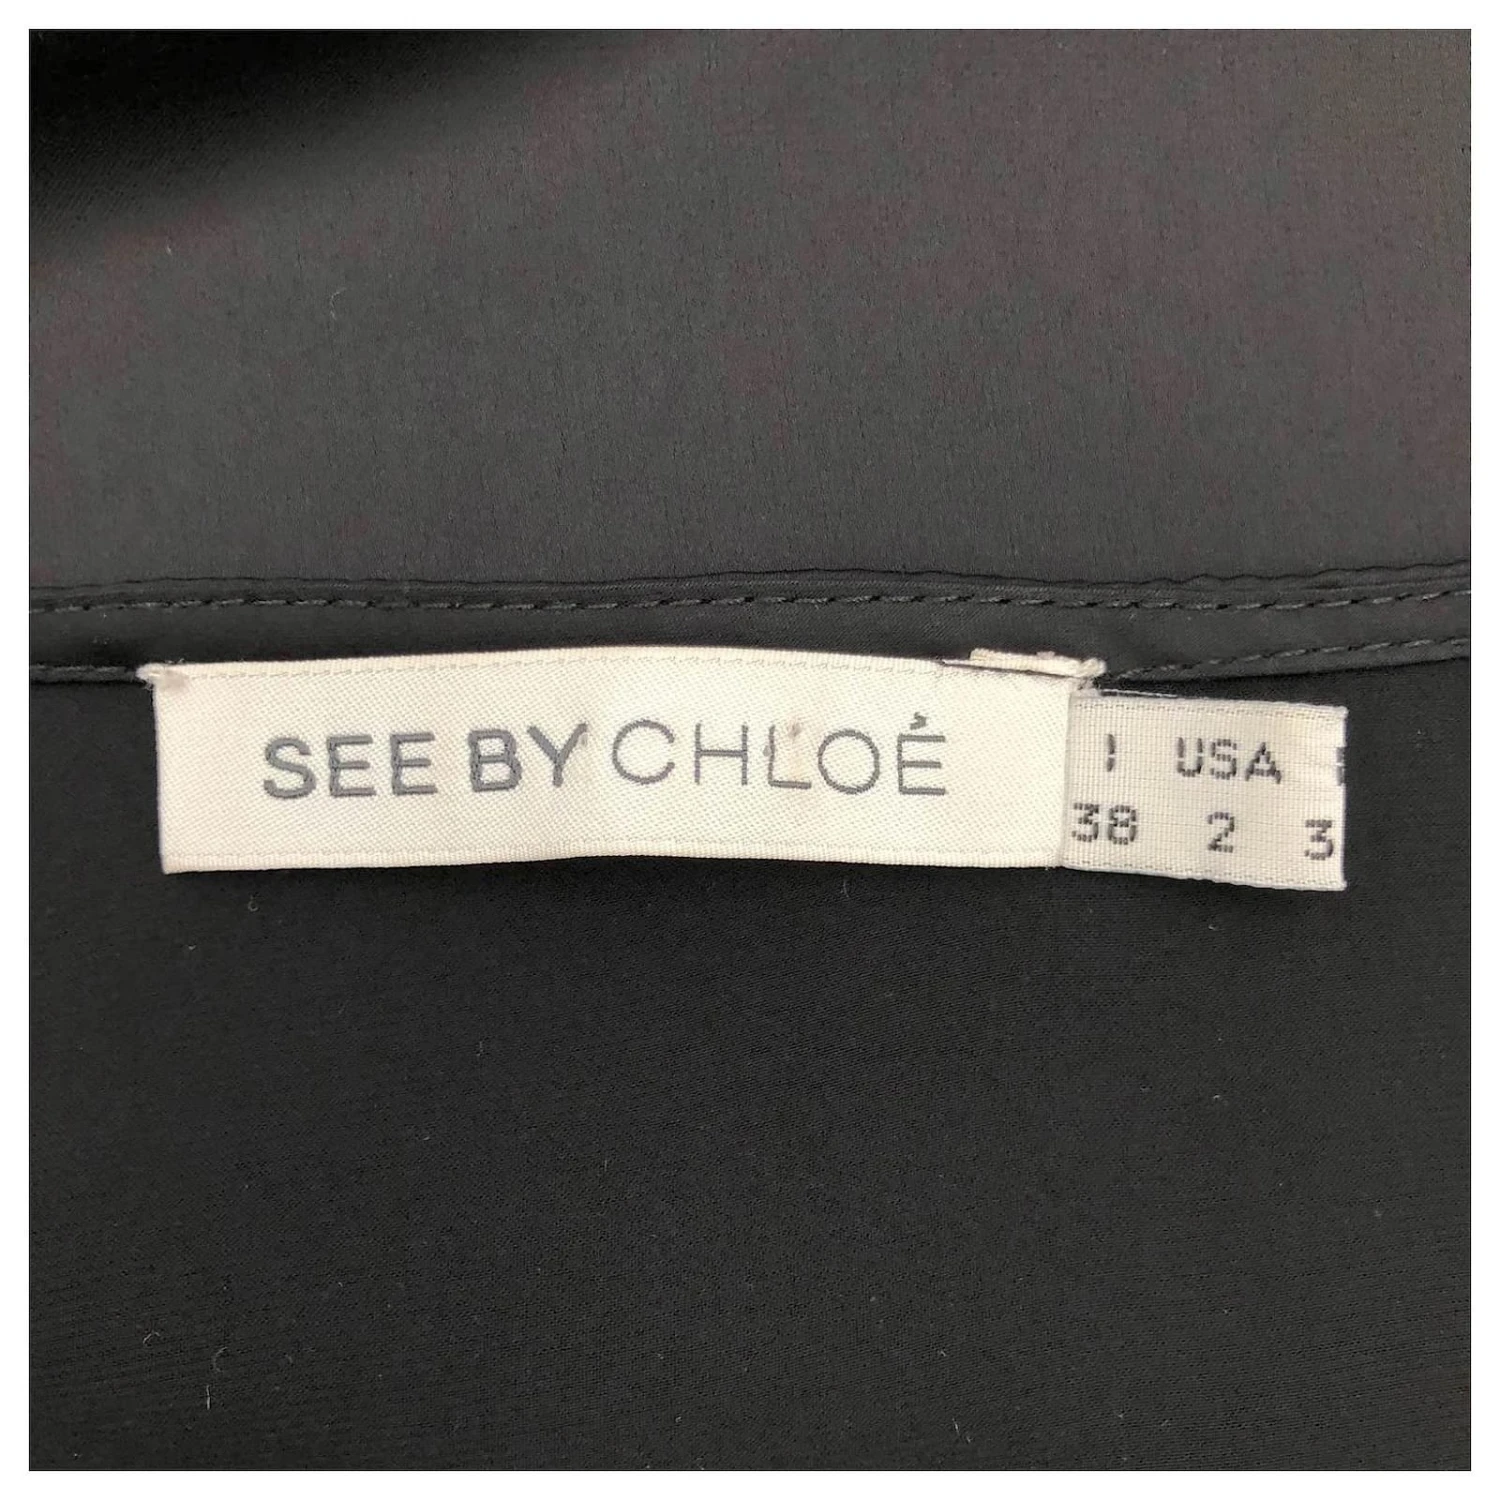 SEE BY CHLOÉ
I USA
38 2 3